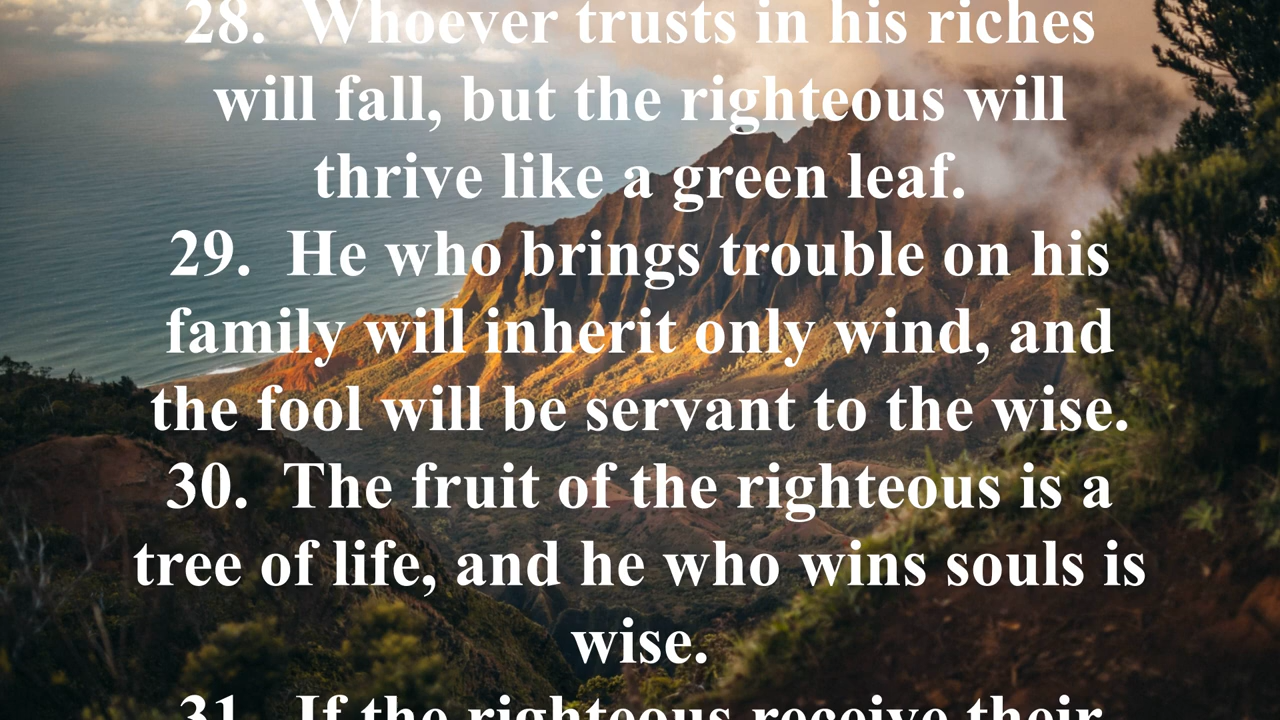 28.  Whoever trusts in his riches
will fall, but the righteous will
thrive like a green leaf.
29.  He who brings trouble on his
family will inherit only wind, and
the fool will be servant to the wise.
30.  The fruit of the righteous is a
tree of life, and he who wins souls is
wise.
31.  If the righteous receive their